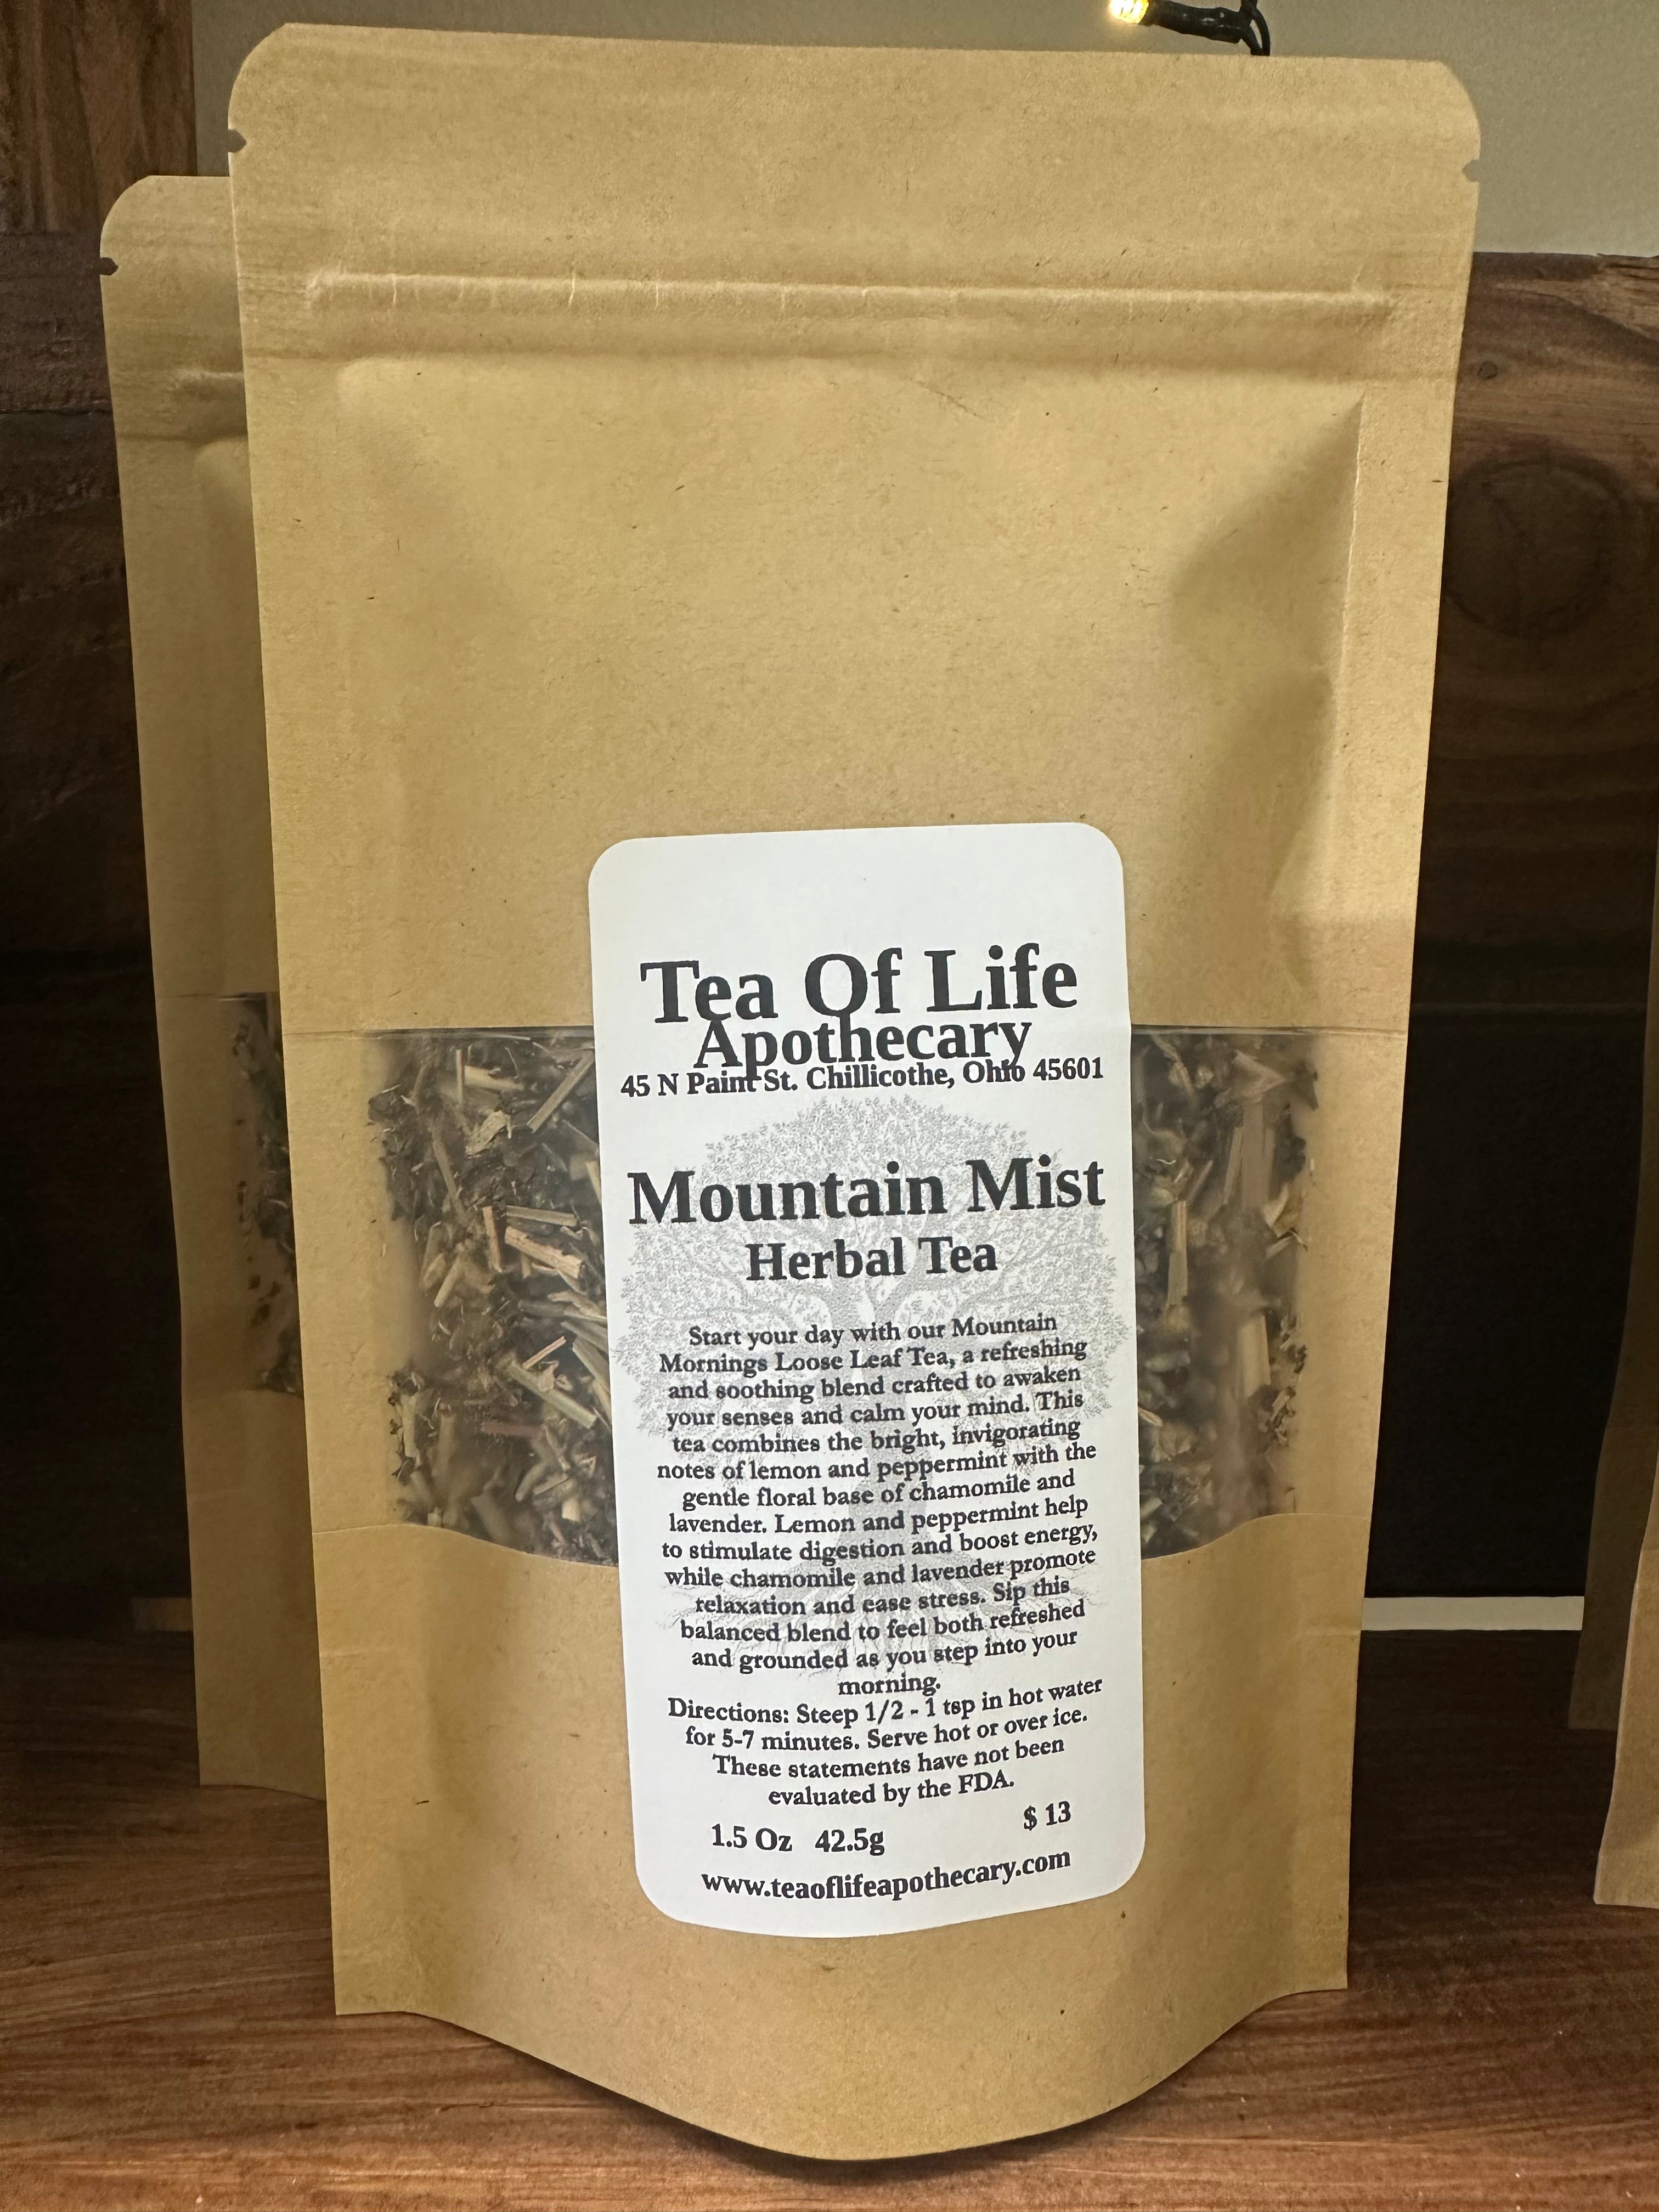 Tea Of Life
Apothecary
45 N Paint St. Chillicothe, Ohio 45601
Mountain Mist
Herbal Tea
Start your day with our Mountain
Mornings Loose Leaf Tea, a refreshing
and soothing blend crafted to awaken
your senses and calm your mind. This
tea combines the bright, invigorating
notes of lemon and peppermint with the
gentle floral base of chamomile and
lavender. Lemon and peppermint help
to stimulate digestion and boost energy,
while chamomile and lavender promote
relaxation and ease stress. Sip this
balanced blend to feel both refreshed
and grounded as you step into your
morning.
Directions: Steep 1/2 - 1 tsp in hot water
for 5-7 minutes. Serve hot or over ice.
These statements have not been
evaluated by the FDA.
1.5 Oz 42.5g $ 13
www.teaoflifeapothecary.com